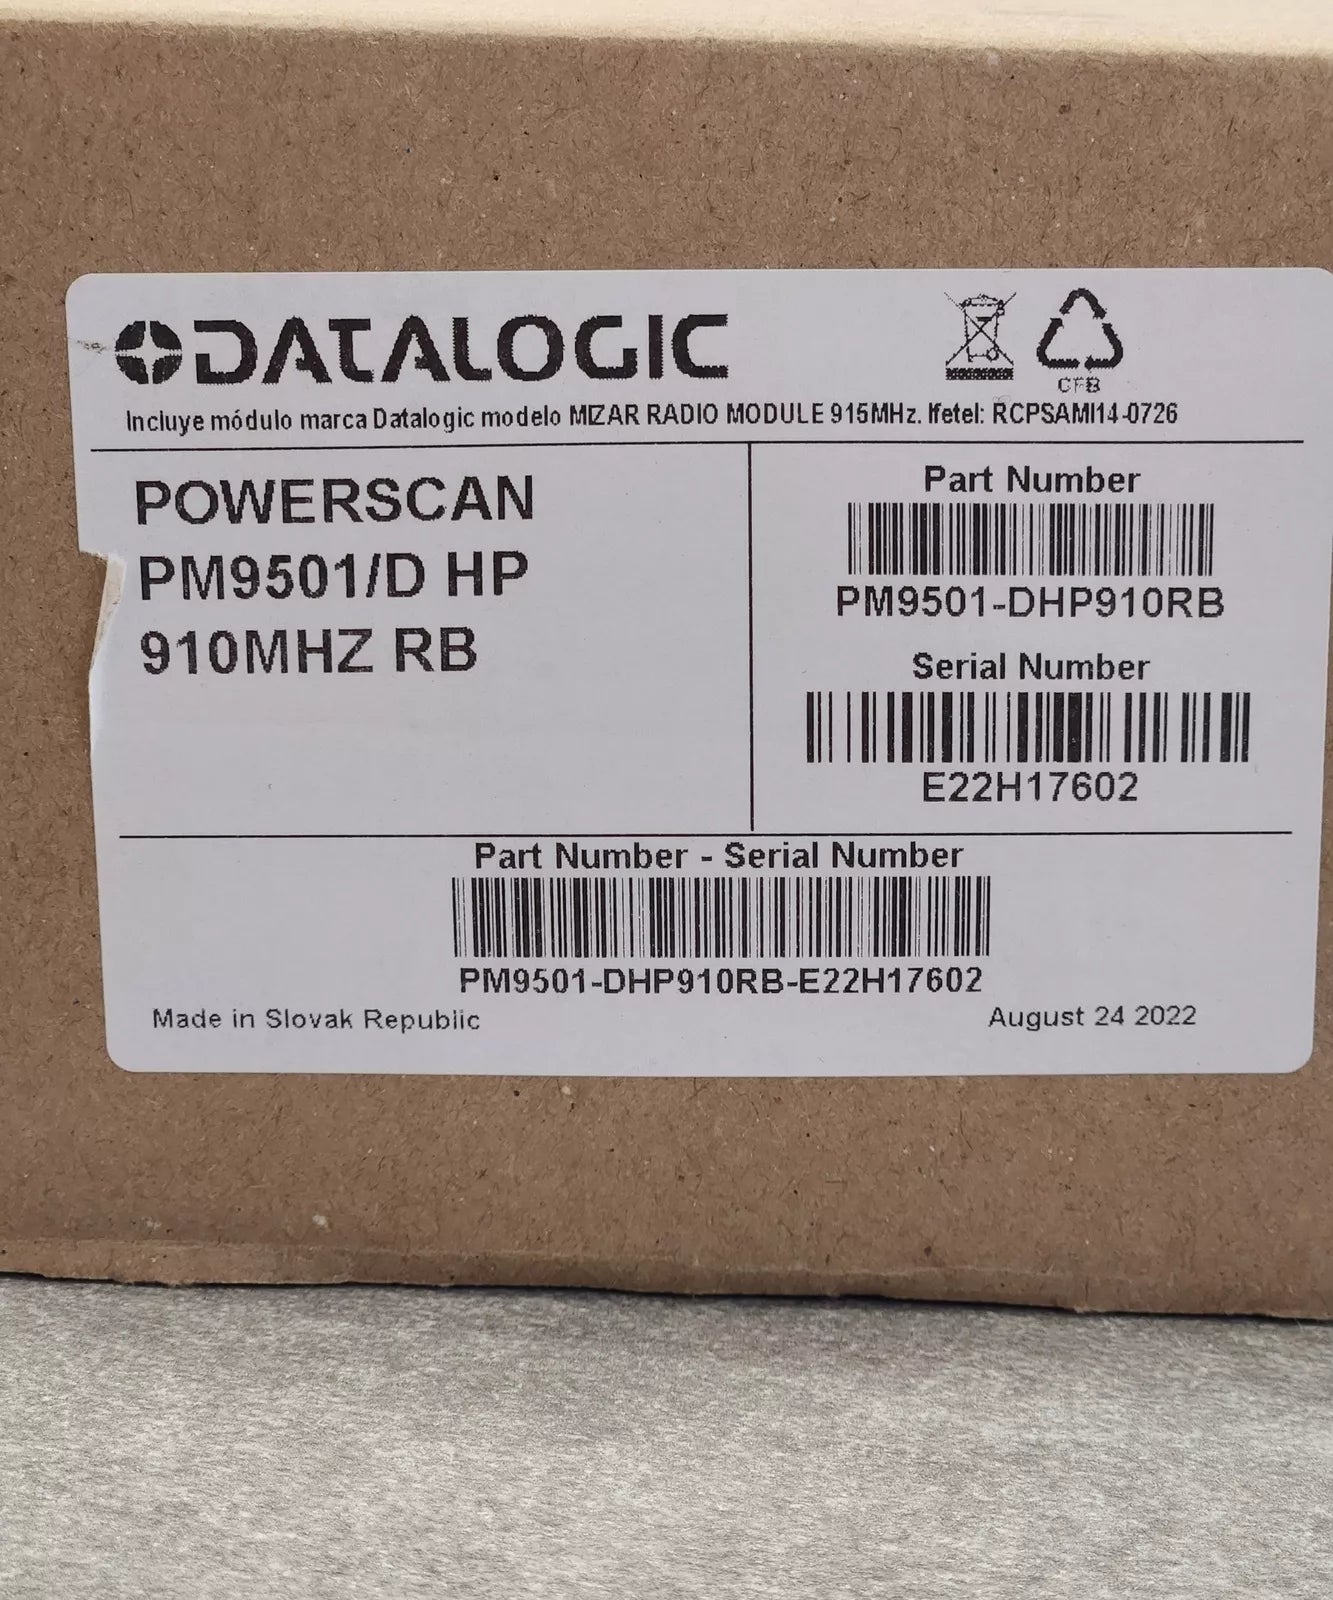 DATALOGIC
CFB
Incluye módulo marca Datalogic modelo MIZAR RADIO MODULE 915MHz. Ifetel: RCPSAMI14-0726
POWERSCAN
PM9501/D HP
910MHZ RB
Part Number
PM9501-DHP910RB
Serial Number
E22H17602
Part Number - Serial Number
PM9501-DHP910RB-E22H17602
Made in Slovak Republic
August 24 2022